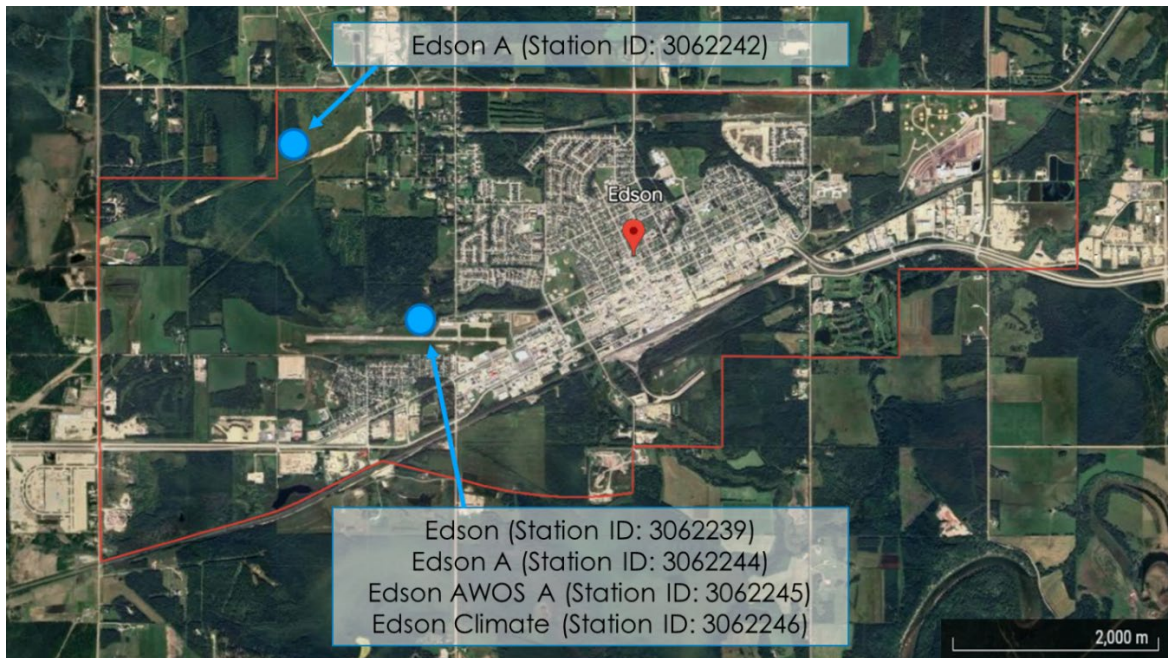 Edson A (Station ID: 3062242)
Edson
Edson (Station ID: 3062239)
Edson A (Station ID: 3062244)
Edson AWOS A (Station ID: 3062245)
Edson Climate (Station ID: 3062246)
2,000 m